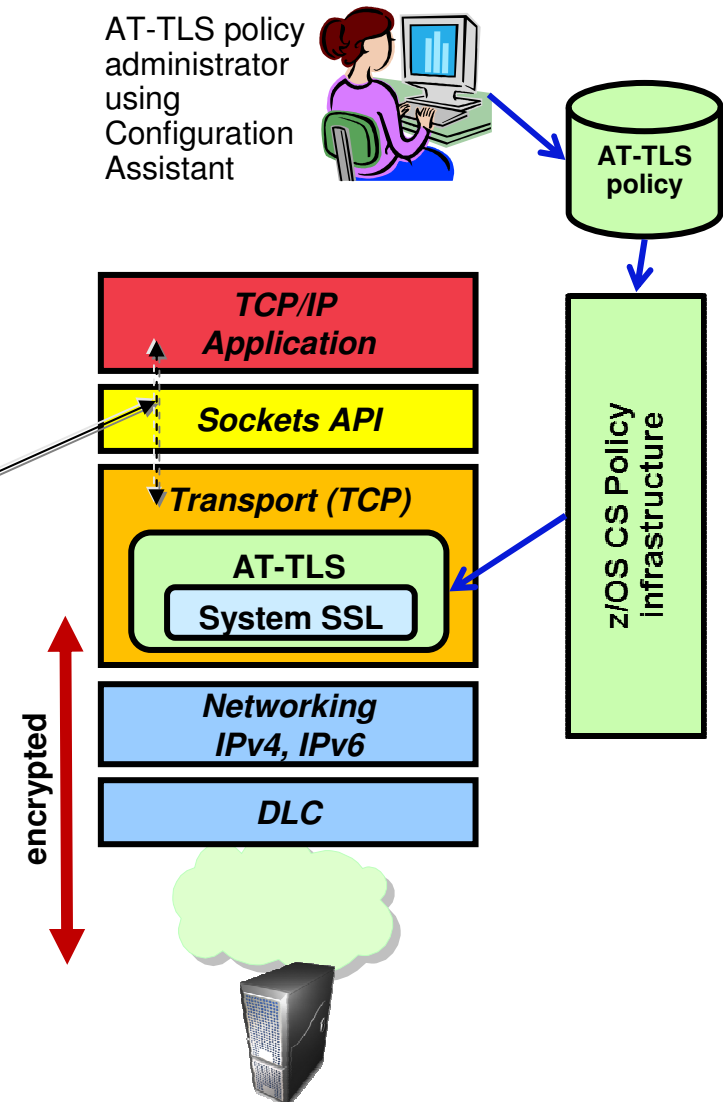 AT-TLS policy
administrator
using
Configuration
Assistant
AT-TLS
policy
TCP/IP
Application
Sockets API
Transport (TCP)
AT-TLS
System SSL
z/OS CS Policy
infrastructure
Networking
IPv4, IPv6
DLC
encrypted